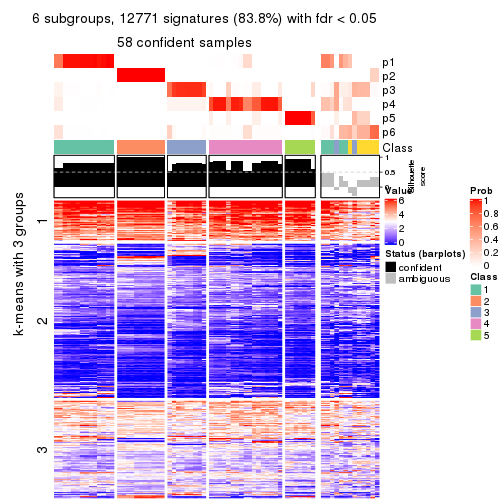 6 subgroups, 12771 signatures (83.8%) with fdr < 0.05
58 confident samples
p1
p2
p3
p4
p5
p6
Class
1
0.5
0
Silhouette
score
k-means with 3 groups
1
2
3
Value
6
4
2
0
Status (barplots)
confident
ambiguous
Prob
1
0.8
0.6
0.4
0.2
0
Class
1
2
3
4
5